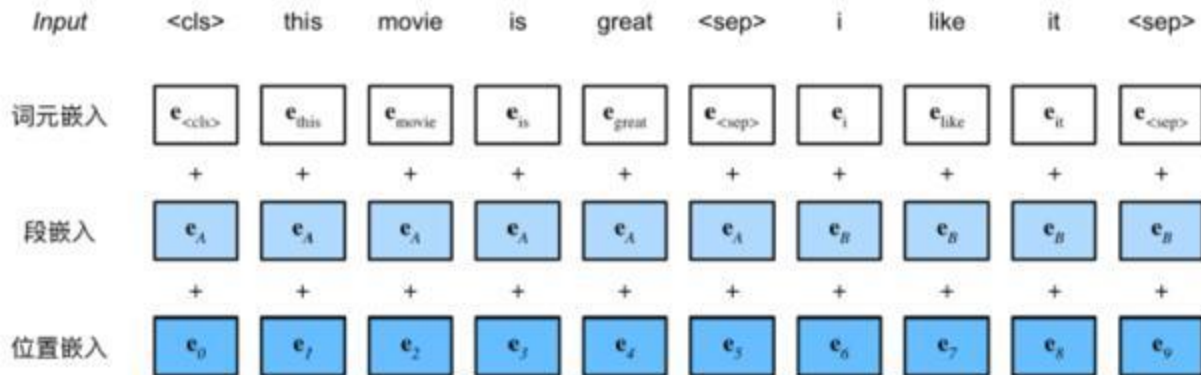 Input <cls> this movie is great <sep> i like it <sep>
词元嵌入 e<cls> ethis emovie eis egreat e<sep> ei elike eit e<sep>
+ + + + + + + + + +
段嵌入 eA eA eA eA eA eA eB eB eB eB
+ + + + + + + + + +
位置嵌入 e0 e1 e2 e3 e4 e5 e6 e7 e8 e9